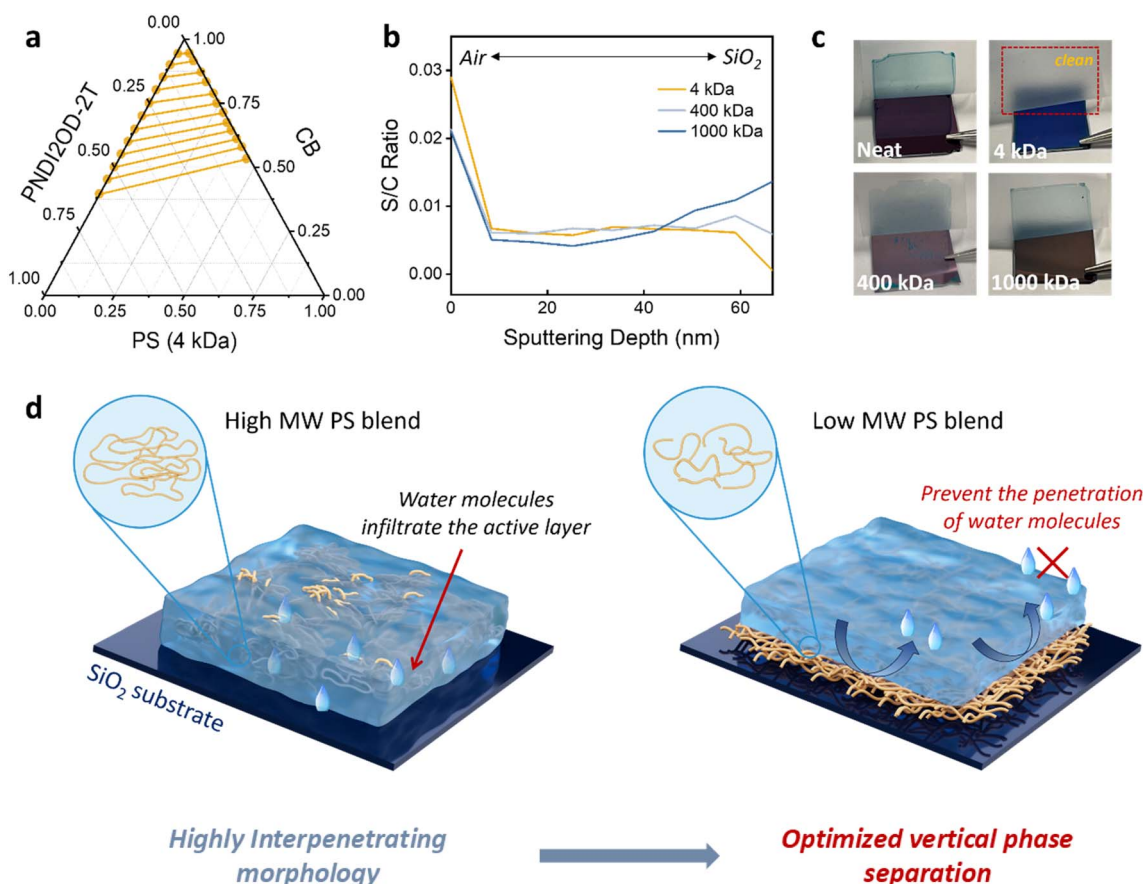 a
0.00
1.00
0.25
0.75
PNDI2OD-2T
CB
0.50
0.50
0.75
0.25
1.00
0.00
0.00
0.25
0.50
0.75
1.00
PS (4 kDa)
b
Air
SiO2
0.03
0.02
0.01
0.00
S/C Ratio
4 kDa
400 kDa
1000 kDa
0
20
40
60
Sputtering Depth (nm)
c
clean
Neat
4 kDa
400 kDa
1000 kDa
d
High MW PS blend
Water molecules
infiltrate the active layer
SiO2 substrate
Low MW PS blend
Prevent the penetration
of water molecules
Highly Interpenetrating
morphology
Optimized vertical phase
separation